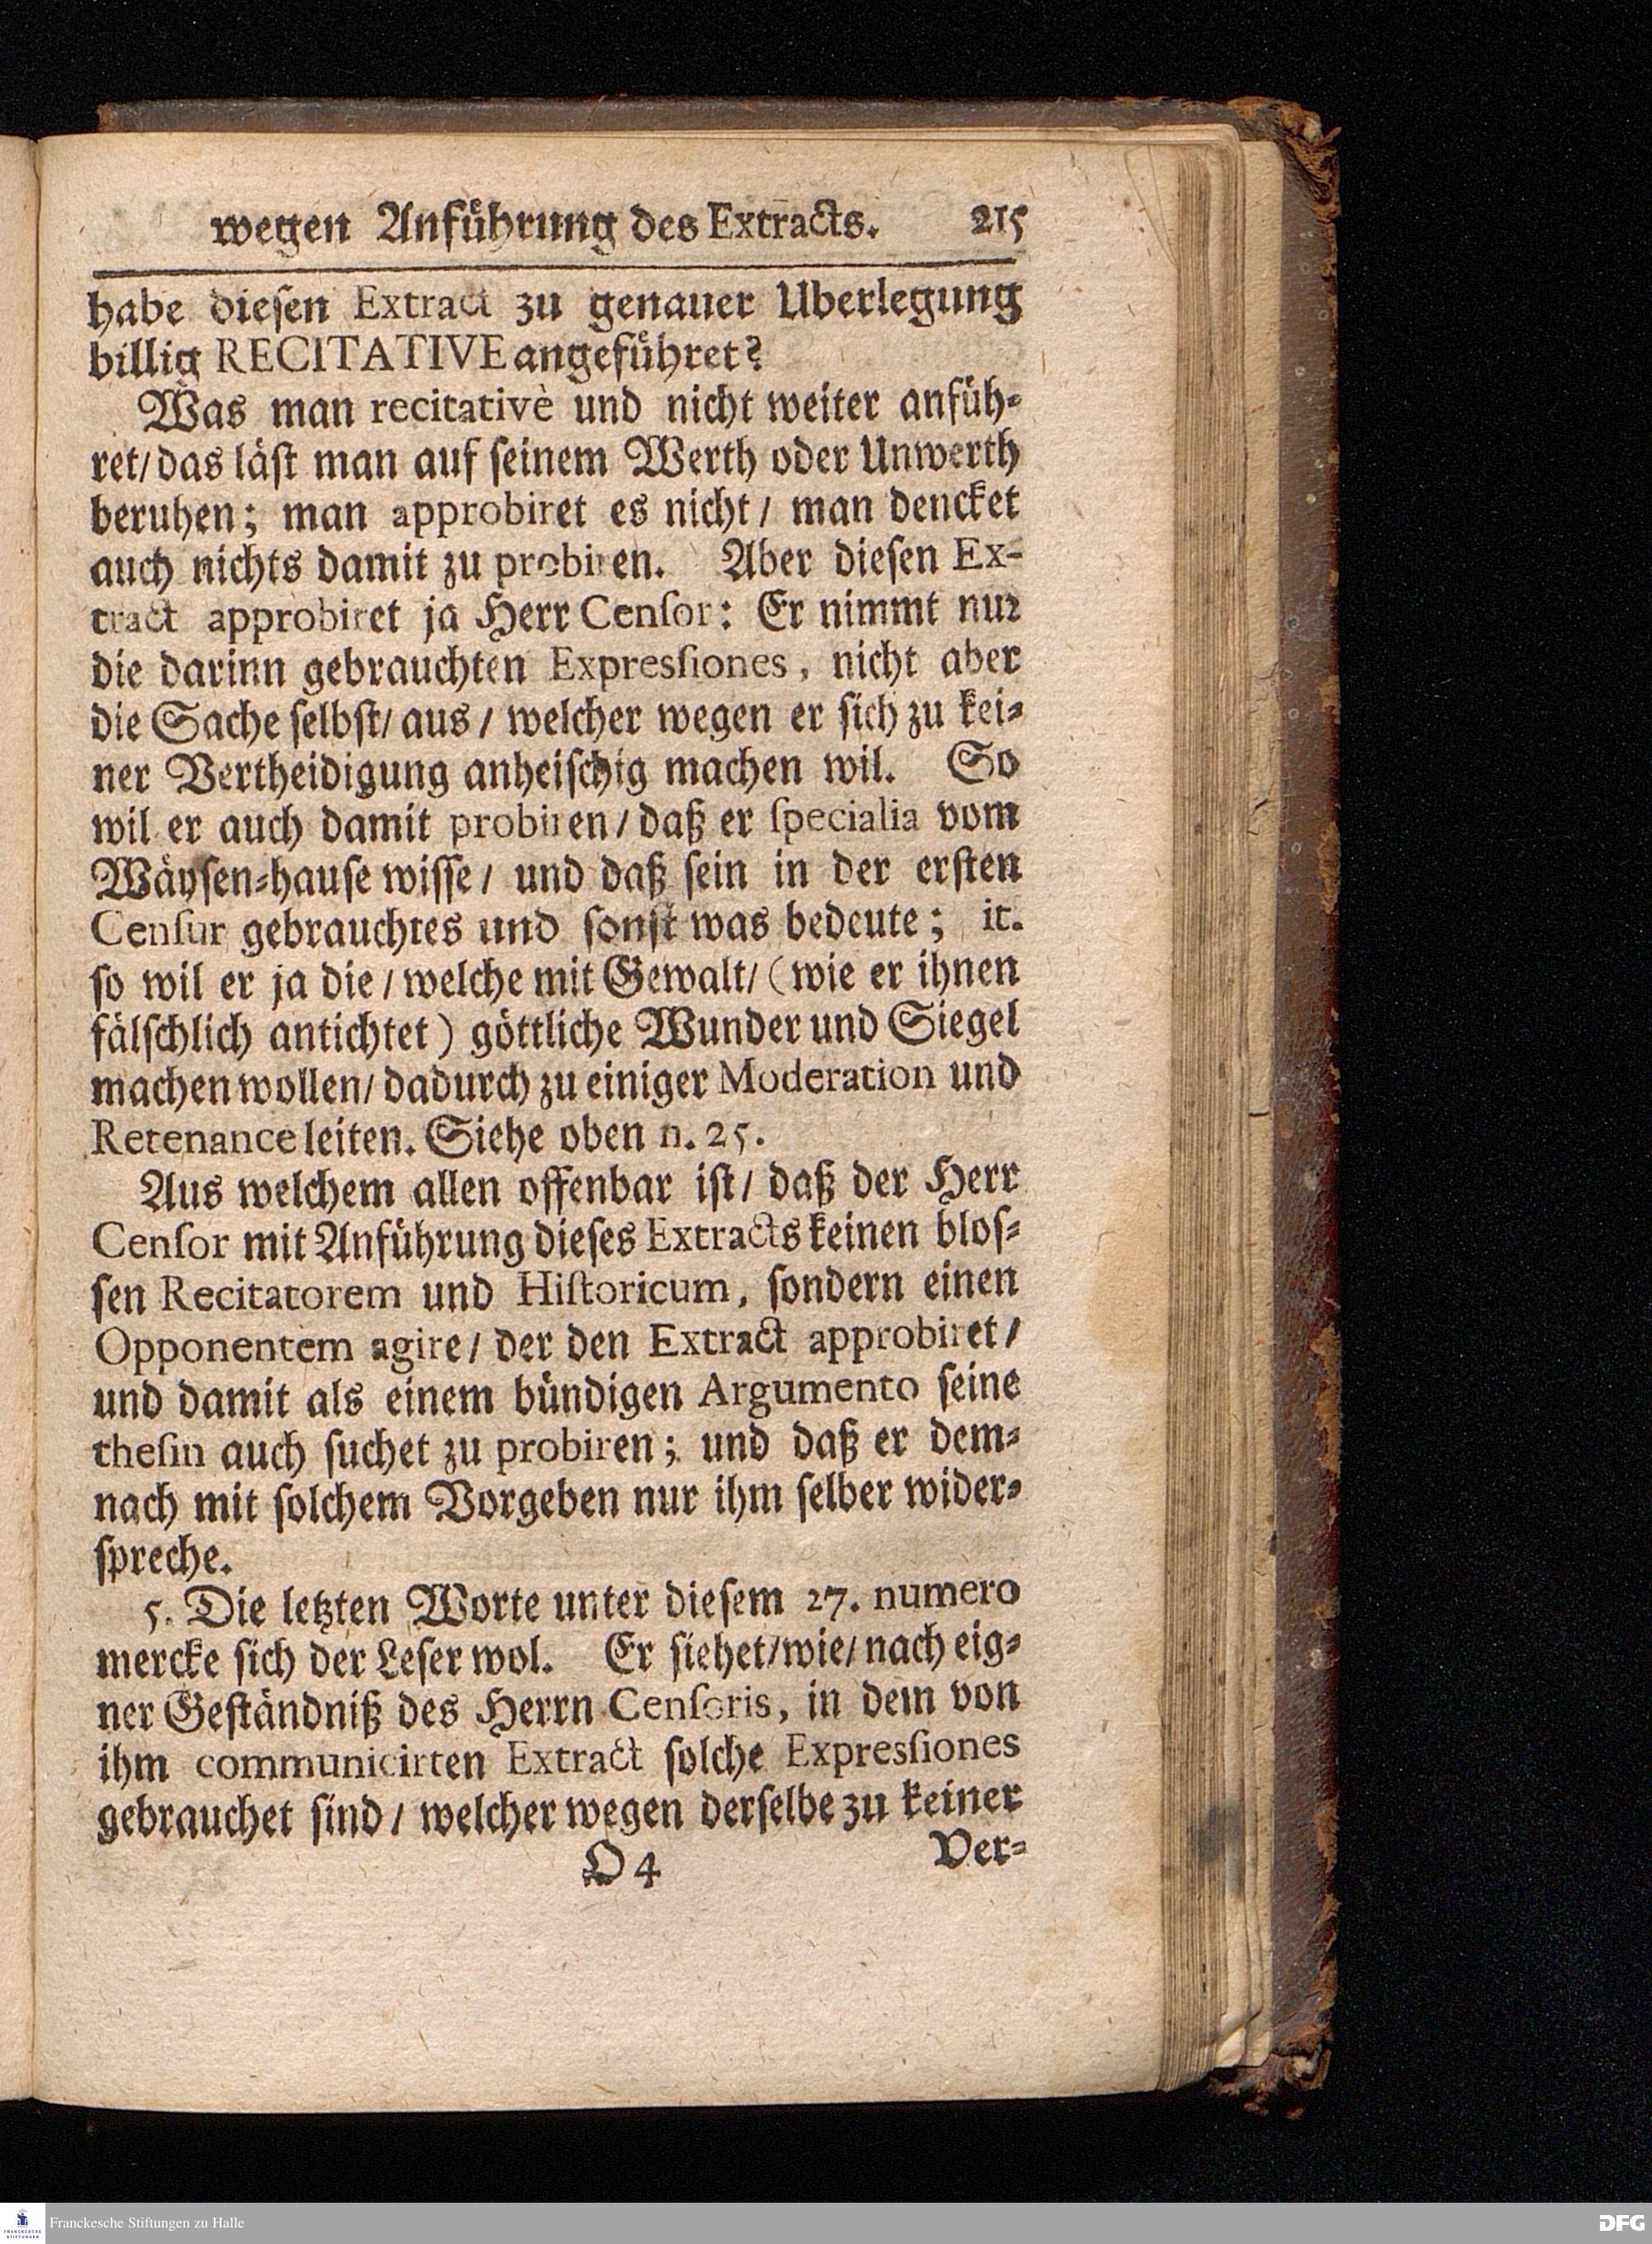 wegen Anführung des Extracts. 215
habe diesen Extract zu genauer Uberlegung
billig RECITATIVE angeführet?
Was man recitativè und nicht weiter anfüh-
ret/ das läst man auf seinem Werth oder Unwerth
beruhen; man approbiret es nicht/ man dencket
auch nichts damit zu probiren. Aber diesen Ex-
tract approbiret ja Herr Censor: Er nimmt nur
die darinn gebrauchten Expressiones, nicht aber
die Sache selbst/ aus/ welcher wegen er sich zu kei-
ner Vertheidigung anheischig machen wil. So
wil er auch damit probiren/ daß er specialia vom
Wäysen-hause wisse/ und daß sein in der ersten
Censur gebrauchtes und sonst was bedeute; it.
so wil er ja die/ welche mit Gewalt/ (wie er ihnen
fälschlich antichtet) göttliche Wunder und Siegel
machen wollen/ dadurch zu einiger Moderation und
Retenance leiten. Siehe oben n. 25.
Aus welchem allen offenbar ist/ daß der Herr
Censor mit Anführung dieses Extracts keinen blos-
sen Recitatorem und Historicum, sondern einen
Opponentem agire/ der den Extract approbiret/
und damit als einem bündigen Argumento seine
thesin auch suchet zu probiren; und daß er dem-
nach mit solchem Vorgeben nur ihm selber wider-
spreche.
5. Die letzten Worte unter diesem 27. numero
mercke sich der Leser wol. Er siehet/ wie/ nach eig-
ner Geständniß des Herrn Censoris, in dem von
ihm communicirten Extract solche Expressiones
gebrauchet sind/ welcher wegen derselbe zu keiner
O 4 Ver-
FRANCKESCHE STIFTUNGEN
Franckesche Stiftungen zu Halle
DFG